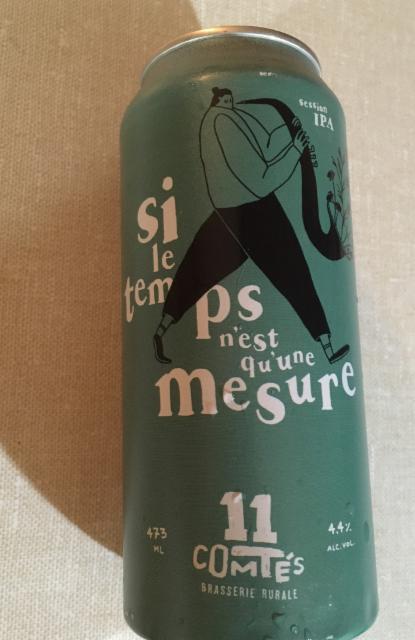 session
IPA
si
le
temps
n'est
qu'une
mesure
473
ML
11
COMTÉS
BRASSERIE RURALE
4.4%
ALC./VOL.